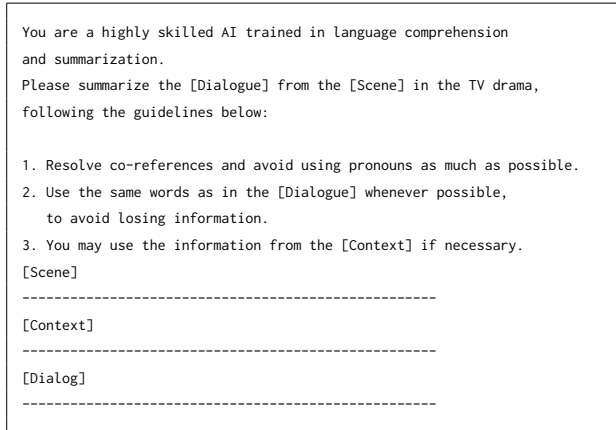 You are a highly skilled AI trained in language comprehension
and summarization.
Please summarize the [Dialogue] from the [Scene] in the TV drama,
following the guidelines below:
1. Resolve co-references and avoid using pronouns as much as possible.
2. Use the same words as in the [Dialogue] whenever possible,
to avoid losing information.
3. You may use the information from the [Context] if necessary.
[Scene]
----------------------------------------------------
[Context]
----------------------------------------------------
[Dialog]
----------------------------------------------------